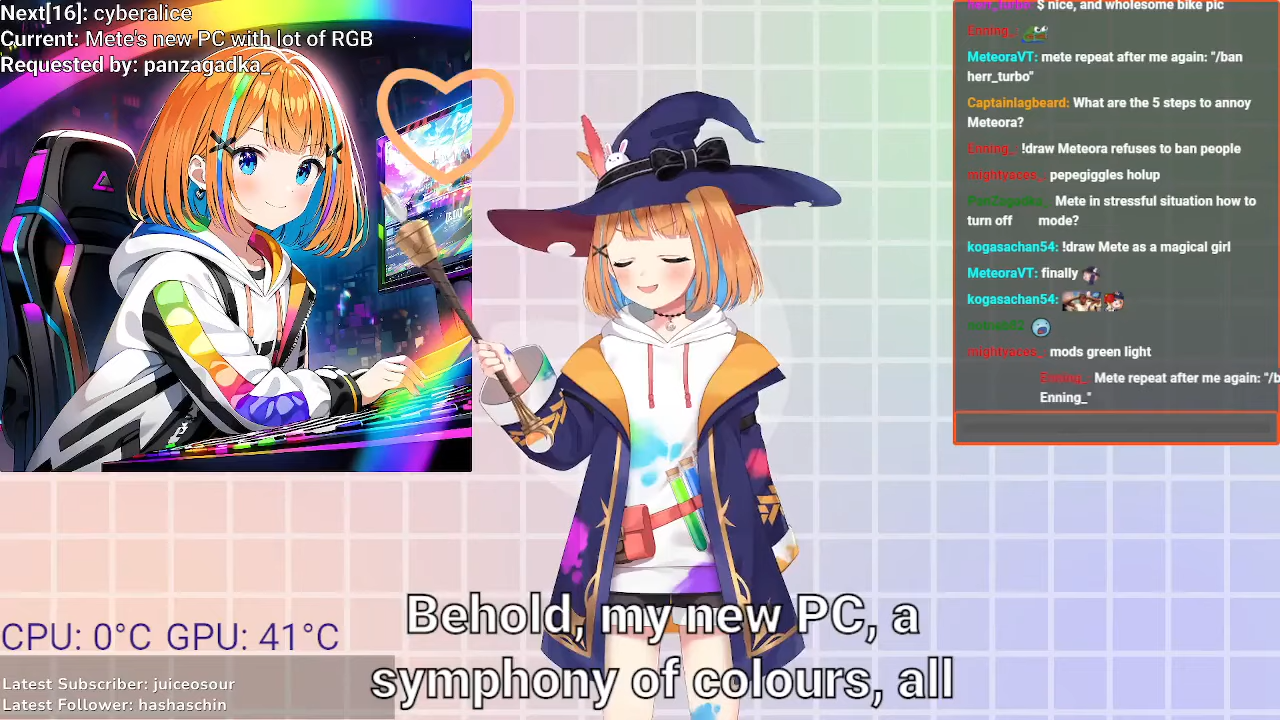 Next[16]: cyberalice
Current: Mete's new PC with lot of RGB
Requested by: panzagadka_
herr_turbo: $ nice, and wholesome bike pic
Enning_:
MeteoraVT: mete repeat after me again: "/ban
herr_turbo"
Captainlagbeard: What are the 5 steps to annoy
Meteora?
Enning_: !draw Meteora refuses to ban people
mightyaces_ pepegiggles holup
PanZagadka_ Mete in stressful situation how to
turn off mode?
kogasachan54: !draw Mete as a magical girl
MeteoraVT: finally
kogasachan54:
mightyaces_ mods green light
Enning_ Mete repeat after me again: "/b
Enning_"
Behold, my new PC, a
symphony of colours, all
CPU: 0°C GPU: 41°C
Latest Subscriber: juiceosour
Latest Follower: hashaschin